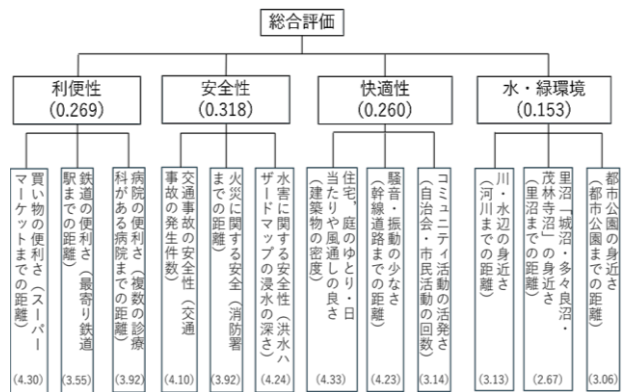 総合評価
利便性
(0.269)
安全性
(0.318)
快適性
(0.260)
水・緑環境
(0.153)
買い物の便利さ（スーパー
マーケットまでの距離）
(4.30)
鉄道の便利さ（最寄り鉄道
駅までの距離）
(3.55)
病院の便利さ（複数の診療
科がある病院までの距離）
(3.92)
交通事故の安全性（交通
事故の発生件数）
(4.10)
火災に関する安全（消防署
までの距離）
(3.92)
水害に関する安全性（洪水ハ
ザードマップの浸水の深さ）
(4.24)
住宅，庭のゆとり・日
当たりや風通しの良さ
（建築物の密度）
(4.33)
騒音・振動の少なさ
（幹線道路までの距離）
(4.23)
コミュニティ活動の活発さ
（自治会・市民活動の回数）
(3.14)
川・水辺の身近さ
（河川までの距離）
(3.13)
里沼「城沼・多々良沼・
茂林寺沼」の身近さ
（里沼までの距離）
(2.67)
都市公園の身近さ
（都市公園までの距離）
(3.06)